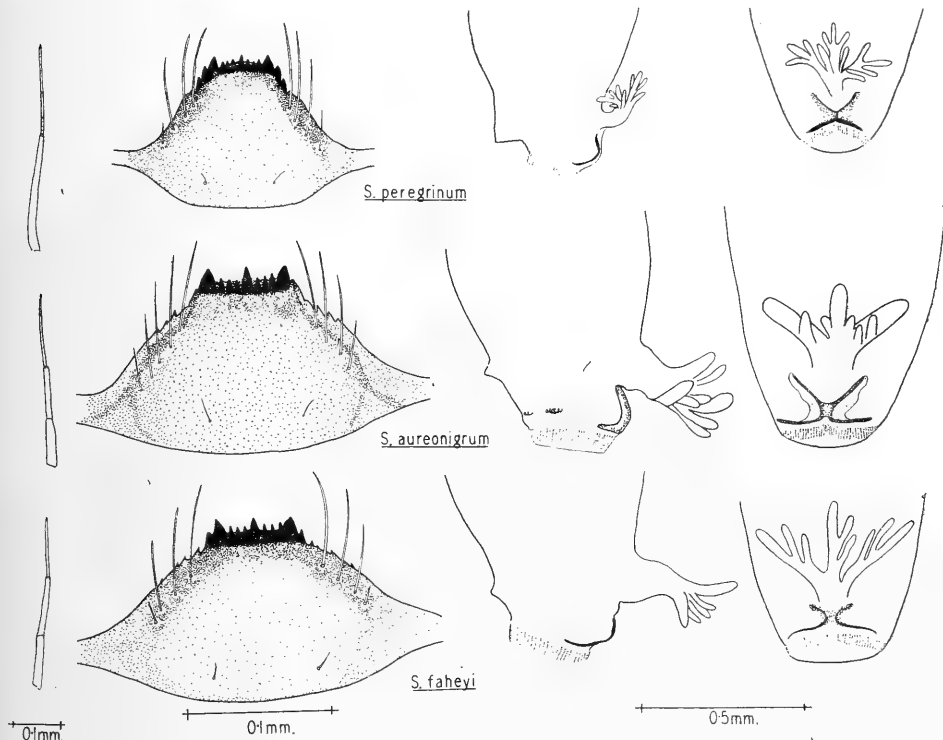 S. peregrinum
S. aureonigrum
S. faheyi
0·1mm.
0·1mm.
0·5mm.